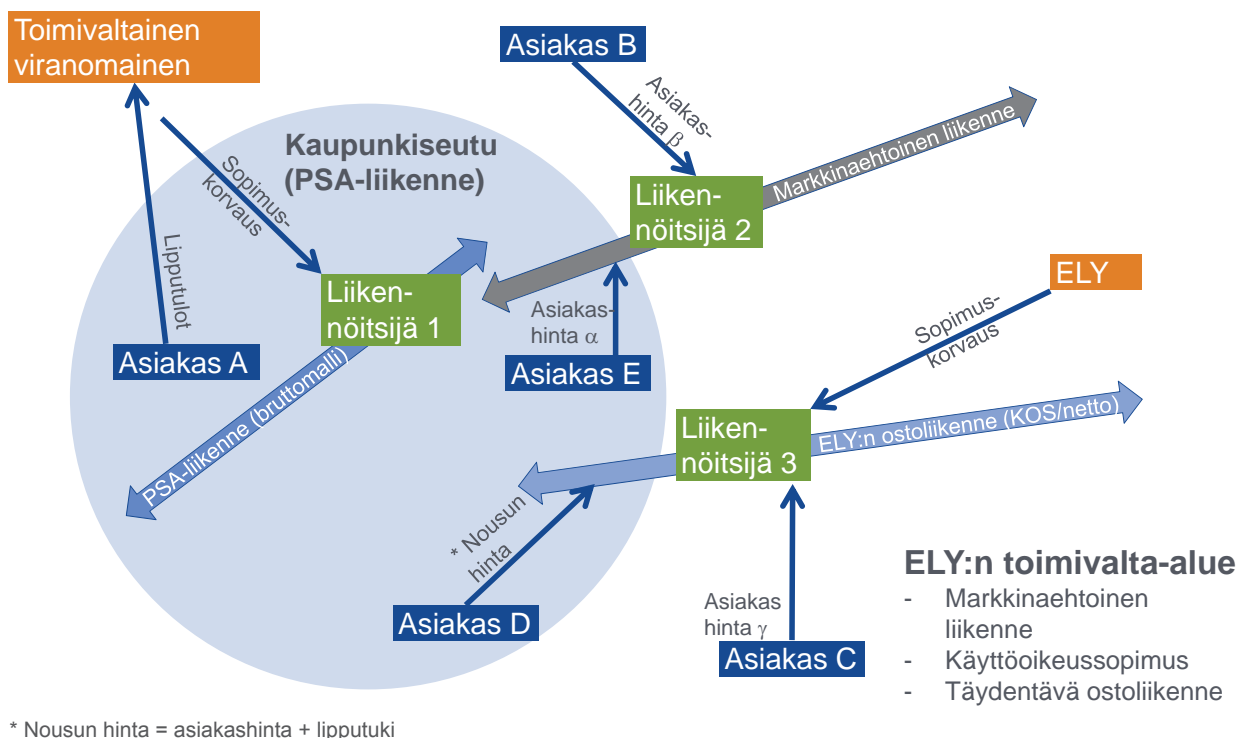 Toimivaltainen
viranomainen
Asiakas B
Asiakas-
hinta β
Markkinaehtoinen liikenne
Kaupunkiseutu
(PSA-liikenne)
Sopimus-
korvaus
Lipputulot
Liiken-
nöitsijä 2
Liiken-
nöitsijä 1
ELY
Asiakas-
hinta α
Sopimus-
korvaus
Asiakas A
Asiakas E
PSA-liikenne (bruttomalli)
Liiken-
nöitsijä 3
ELY:n ostoliikenne (KOS/netto)
* Nousun
hinta
Asiakas D
Asiakas
hinta γ
Asiakas C
ELY:n toimivalta-alue
- Markkinaehtoinen
liikenne
- Käyttöoikeussopimus
- Täydentävä ostoliikenne
* Nousun hinta = asiakashinta + lipputuki